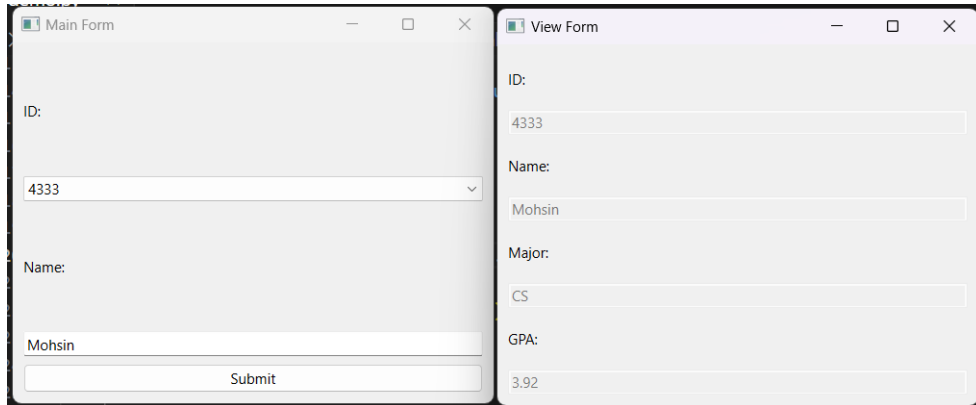 Main Form
ID:
4333
Name:
Mohsin
Submit
View Form
ID:
4333
Name:
Mohsin
Major:
CS
GPA:
3.92